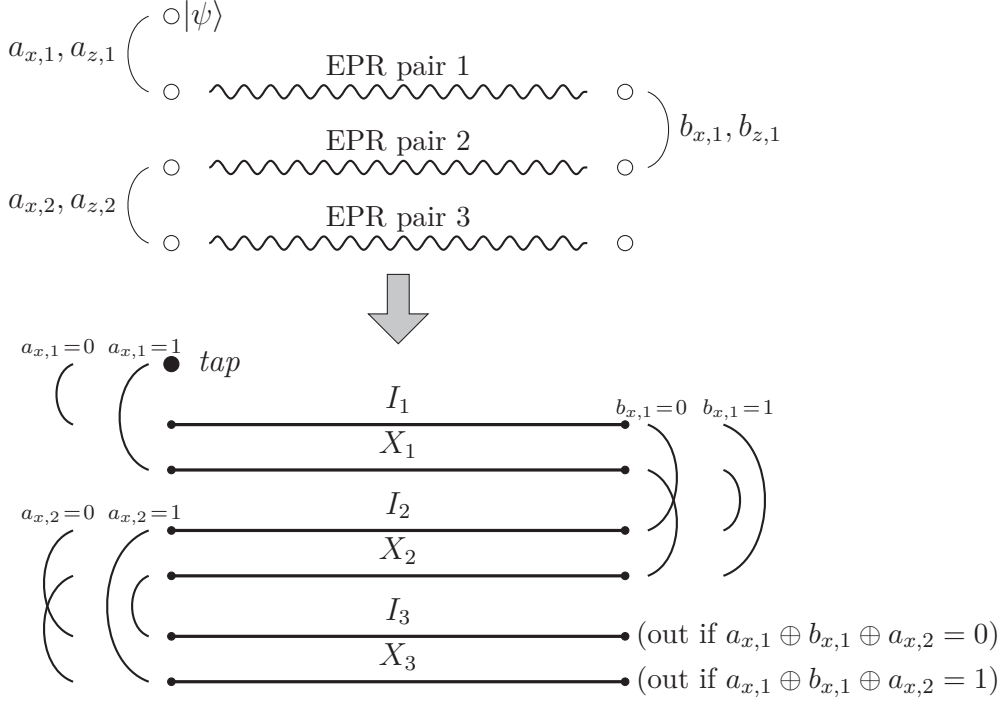 |ψ⟩
a_{x,1}, a_{z,1}
EPR pair 1
b_{x,1}, b_{z,1}
EPR pair 2
a_{x,2}, a_{z,2}
EPR pair 3
a_{x,1}=0 a_{x,1}=1
tap
I_1
b_{x,1}=0 b_{x,1}=1
X_1
I_2
a_{x,2}=0 a_{x,2}=1
X_2
I_3
(out if a_{x,1} ⊕ b_{x,1} ⊕ a_{x,2} = 0)
X_3
(out if a_{x,1} ⊕ b_{x,1} ⊕ a_{x,2} = 1)